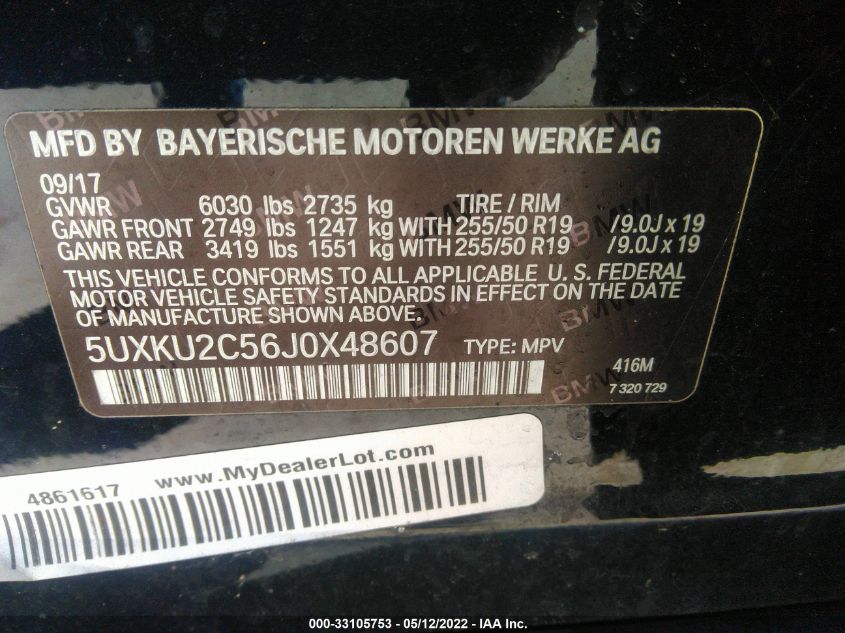 MFD BY BAYERISCHE MOTOREN WERKE AG
09/17
GVWR 6030 lbs 2735 kg TIRE / RIM
GAWR FRONT 2749 lbs 1247 kg WITH 255/50 R19 /9.0J x 19
GAWR REAR 3419 lbs 1551 kg WITH 255/50 R19 /9.0J x 19
THIS VEHICLE CONFORMS TO ALL APPLICABLE U. S. FEDERAL
MOTOR VEHICLE SAFETY STANDARDS IN EFFECT ON THE DATE
OF MANUFACTURE SHOWN ABOVE.
5UXKU2C56J0X48607 TYPE: MPV
416M
7 320 729
4861617 www.MyDealerLot.com
000-33105753 - 05/12/2022 - IAA Inc.